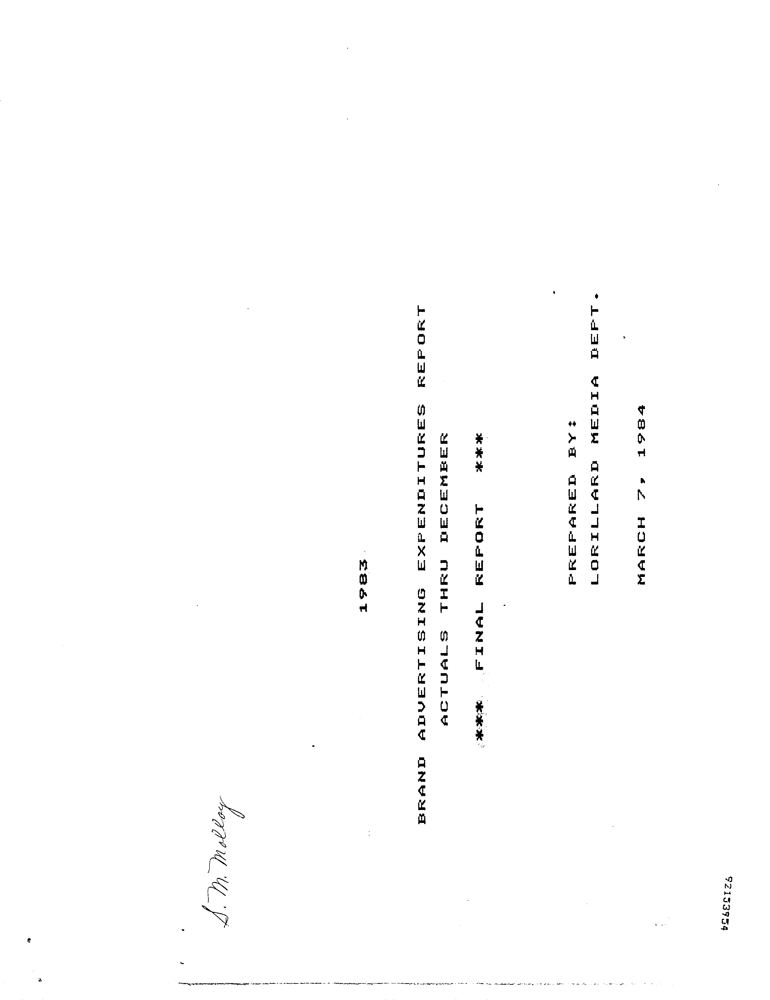 S. M. Molloy
1983
BRAND ADVERTISING EXPENDITURES REPORT
ACTUALS THRU DECEMBER
*** FINAL REPORT ***
PREPARED BY:
LORILLARD MEDIA DEPT.
MARCH 7, 1984
92153954